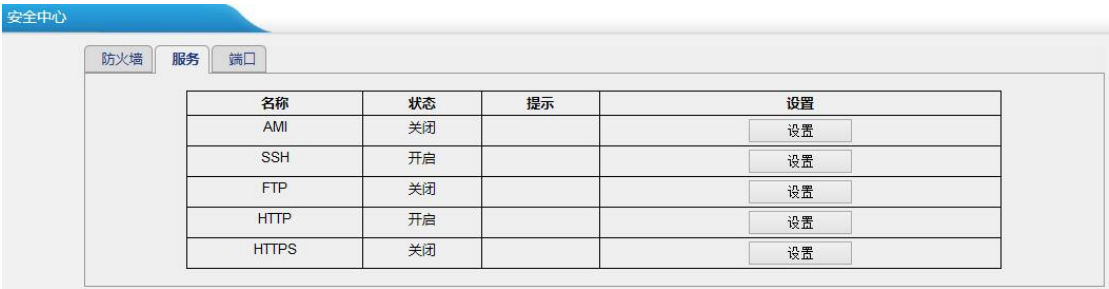 安全中心
防火墙 服务 端口
名称 状态 提示 设置
AMI 关闭 设置
SSH 开启 设置
FTP 关闭 设置
HTTP 开启 设置
HTTPS 关闭 设置